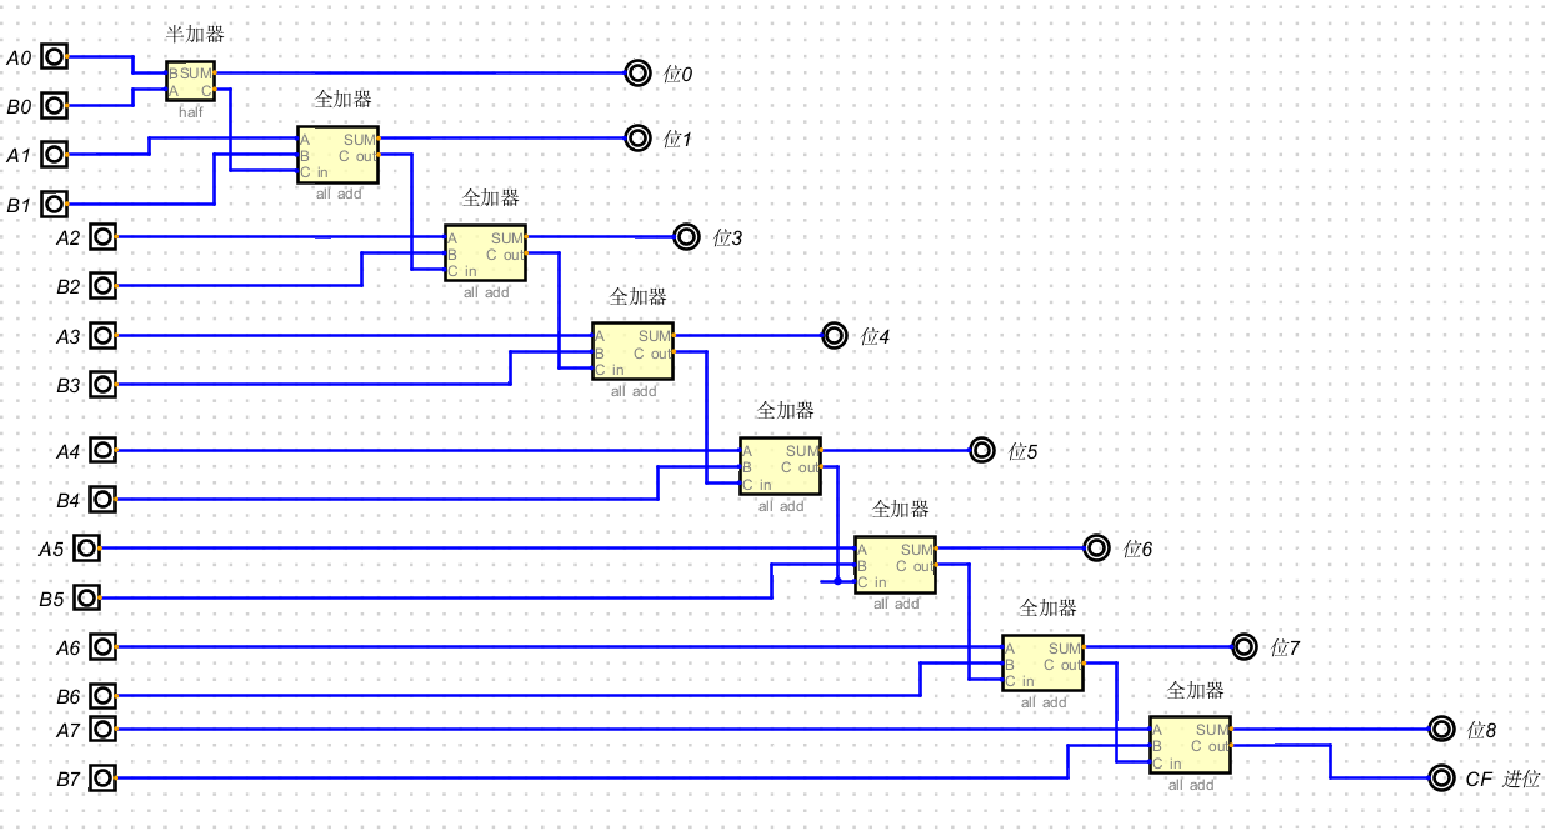 半加器
A0
B SUM
位0
A C
B0
half
全加器
A SUM
位1
A1
B C out
C in
all add
B1
全加器
A2
A SUM
位3
B C out
C in
B2
all add
全加器
A3
A SUM
位4
B C out
C in
B3
all add
全加器
A4
A SUM
位5
B C out
C in
B4
all add
全加器
A5
A SUM
位6
B C out
C in
B5
all add
全加器
A6
A SUM
位7
B C out
C in
B6
all add
全加器
A7
A SUM
位8
B C out
C in
B7
CF 进位
all add